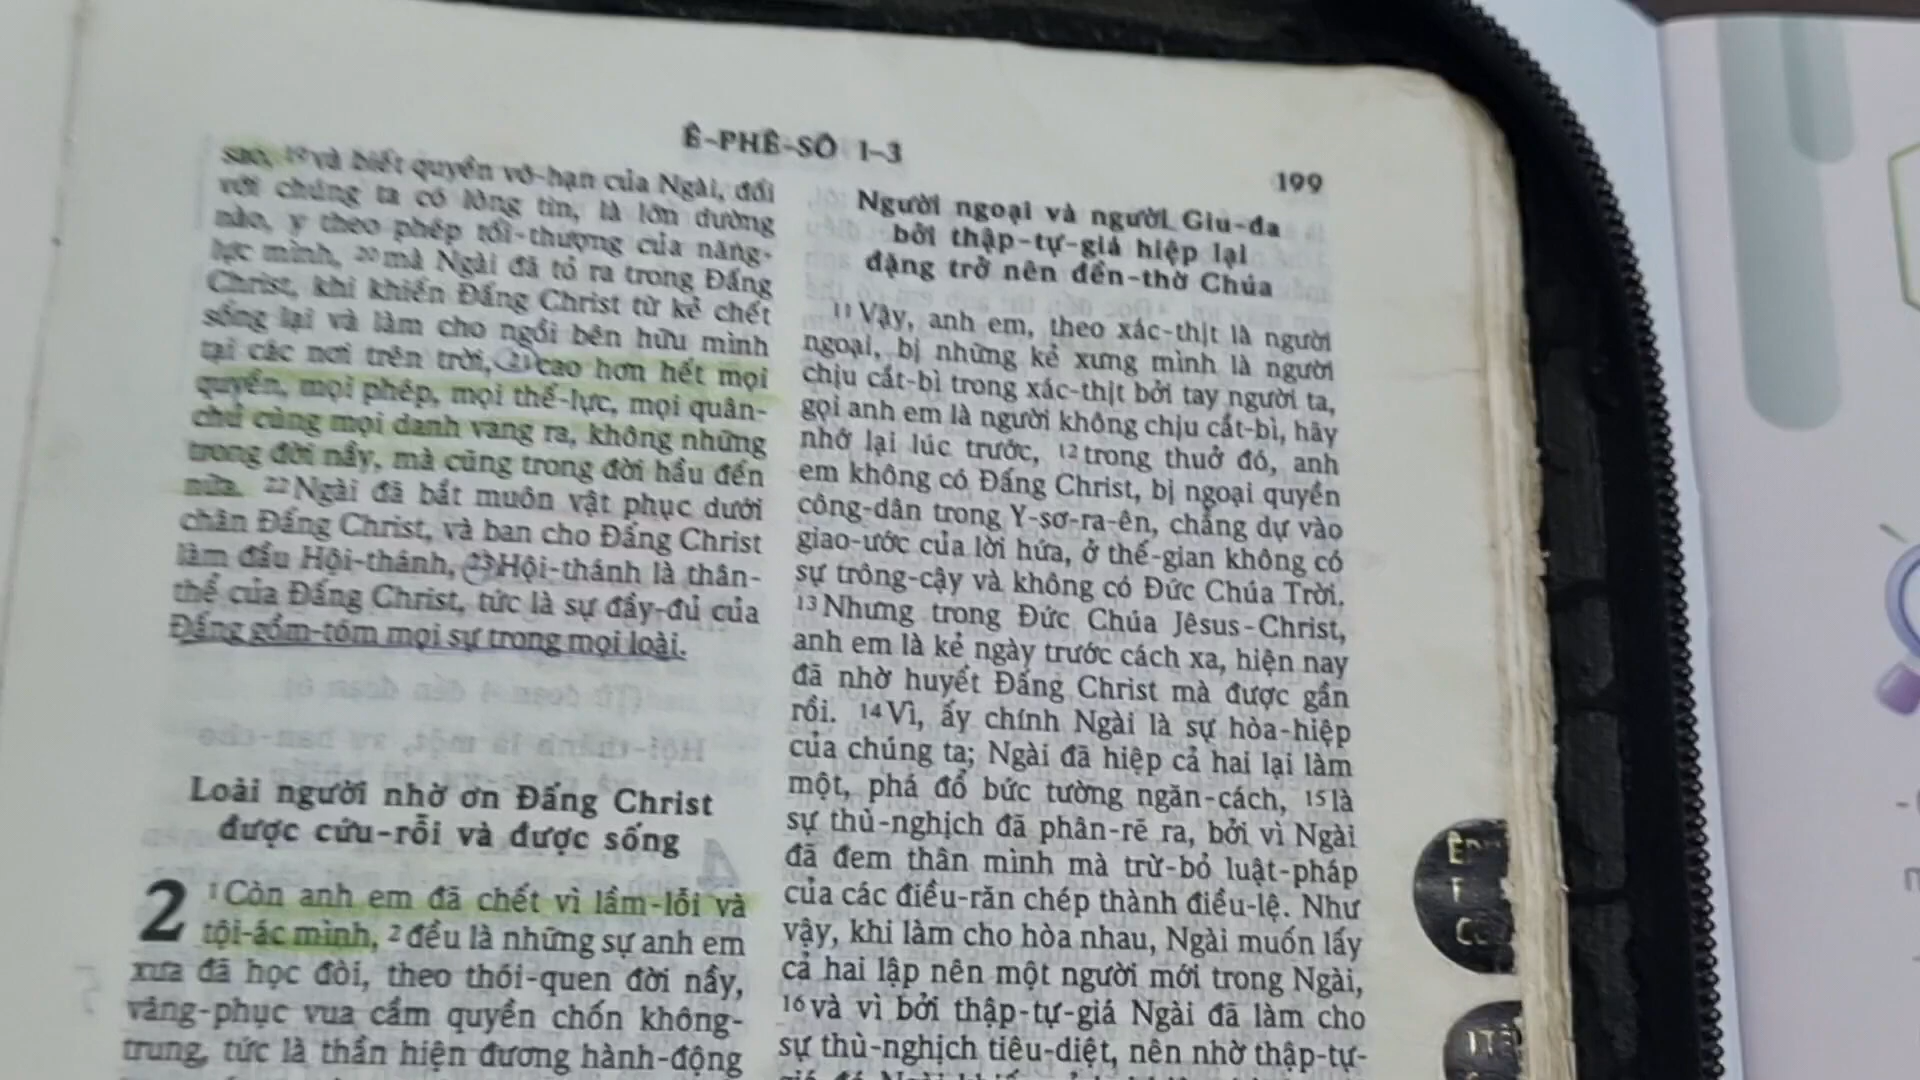 Ê-PHÊ-SÔ 1-3
199
sao, 19 và biết quyền vô-hạn của Ngài, đối
với chúng ta có lòng tin, là lớn dường
nào, y theo phép tối-thượng của năng-
lực mình, 20 mà Ngài đã tỏ ra trong Đấng
Christ, khi khiến Đấng Christ từ kẻ chết
sống lại và làm cho ngồi bên hữu mình
tại các nơi trên trời, 21 cao hơn hết mọi
quyền, mọi phép, mọi thế-lực, mọi quân-
chủ cùng mọi danh vang ra, không những
trong đời nầy, mà cũng trong đời hầu đến
nữa. 22 Ngài đã bắt muôn vật phục dưới
chân Đấng Christ, và ban cho Đấng Christ
làm đầu Hội-thánh, 23 Hội-thánh là thân-
thể của Đấng Christ, tức là sự đầy-đủ của
Đấng gồm-tóm mọi sự trong mọi loài.
Loài người nhờ ơn Đấng Christ
được cứu-rỗi và được sống
2 1 Còn anh em đã chết vì lầm-lỗi và
tội-ác mình, 2 đều là những sự anh em
xưa đã học đòi, theo thói-quen đời nầy,
vâng-phục vua cầm quyền chốn không-
trung, tức là thần hiện đương hành-động
Người ngoại và người Giu-đa
bởi thập-tự-giá hiệp lại
đặng trở nên đền-thờ Chúa
11 Vậy, anh em, theo xác-thịt là người
ngoại, bị những kẻ xưng mình là người
chịu cắt-bì trong xác-thịt bởi tay người ta,
gọi anh em là người không chịu cắt-bì, hãy
nhớ lại lúc trước, 12 trong thuở đó, anh
em không có Đấng Christ, bị ngoại quyền
công-dân trong Y-sơ-ra-ên, chẳng dự vào
giao-ước của lời hứa, ở thế-gian không có
sự trông-cậy và không có Đức Chúa Trời.
13 Nhưng trong Đức Chúa Jêsus-Christ,
anh em là kẻ ngày trước cách xa, hiện nay
đã nhờ huyết Đấng Christ mà được gần
rồi. 14 Vì, ấy chính Ngài là sự hòa-hiệp
của chúng ta; Ngài đã hiệp cả hai lại làm
một, phá đổ bức tường ngăn-cách, 15 là
sự thù-nghịch đã phân-rẽ ra, bởi vì Ngài
đã đem thân mình mà trừ-bỏ luật-pháp
của các điều-răn chép thành điều-lệ. Như
vậy, khi làm cho hòa nhau, Ngài muốn lấy
cả hai lập nên một người mới trong Ngài,
16 và vì bởi thập-tự-giá Ngài đã làm cho
sự thù-nghịch tiêu-diệt, nên nhờ thập-tự-